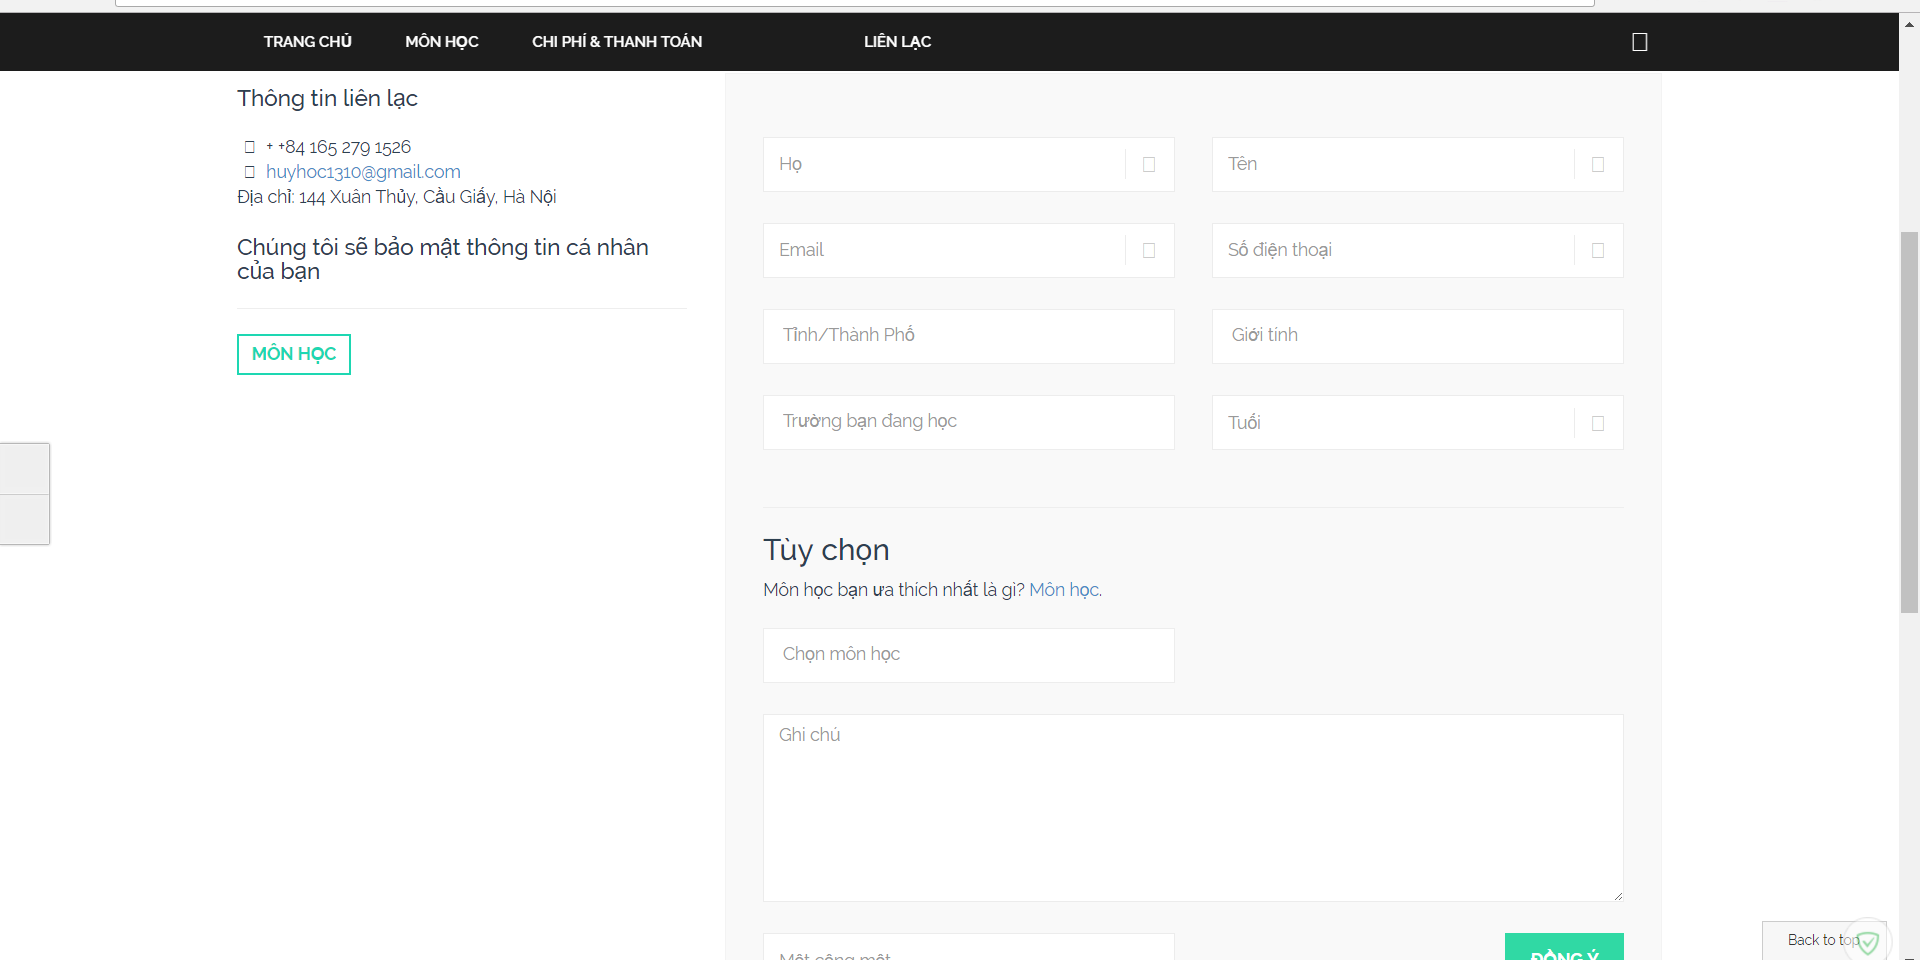 TRANG CHỦ MÔN HỌC CHI PHÍ & THANH TOÁN LIÊN LẠC
Thông tin liên lạc
+ +84 165 279 1526
huyhoc1310@gmail.com
Địa chỉ: 144 Xuân Thủy, Cầu Giấy, Hà Nội
Chúng tôi sẽ bảo mật thông tin cá nhân
của bạn
MÔN HỌC
Họ Tên
Email Số điện thoại
Tỉnh/Thành Phố Giới tính
Trường bạn đang học Tuổi
Tùy chọn
Môn học bạn ưa thích nhất là gì? Môn học.
Chọn môn học
Ghi chú
Một cộng một
ĐỒNG Ý
Back to top